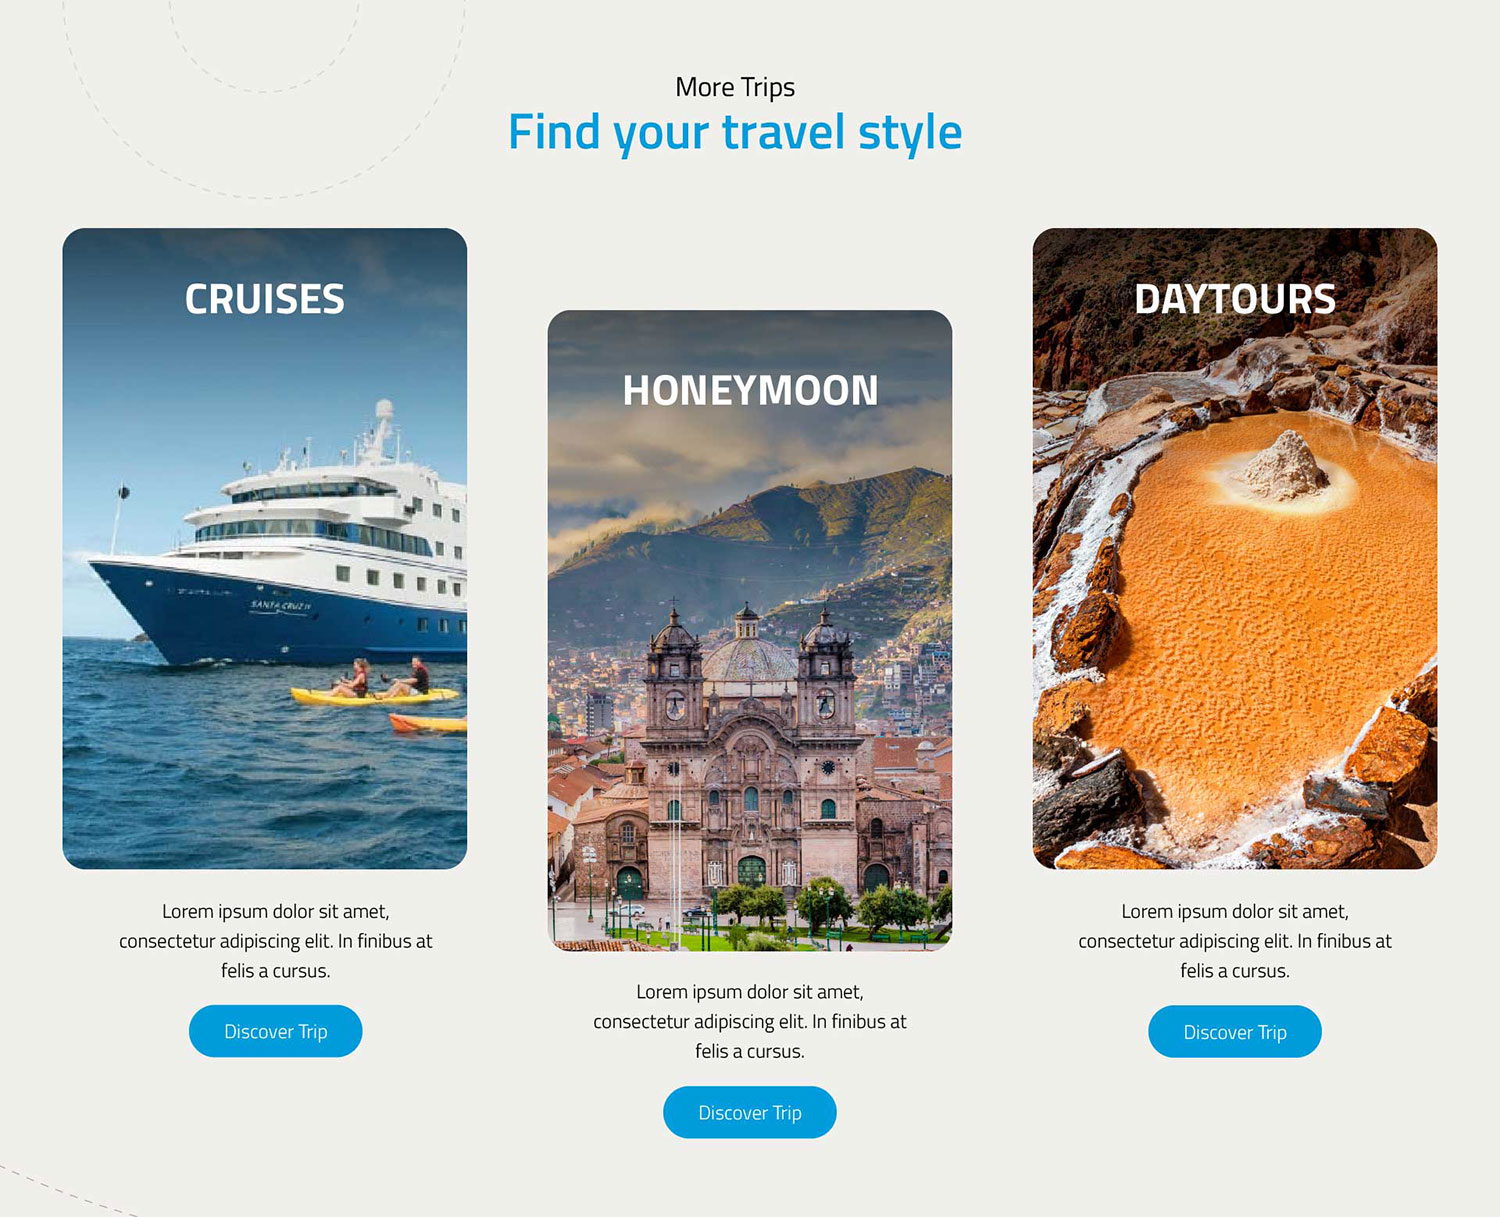 More Trips
Find your travel style
CRUISES
SANTA CRUZ II
Lorem ipsum dolor sit amet,
consectetur adipiscing elit. In finibus at
felis a cursus.
Discover Trip
HONEYMOON
Lorem ipsum dolor sit amet,
consectetur adipiscing elit. In finibus at
felis a cursus.
Discover Trip
DAYTOURS
Lorem ipsum dolor sit amet,
consectetur adipiscing elit. In finibus at
felis a cursus.
Discover Trip